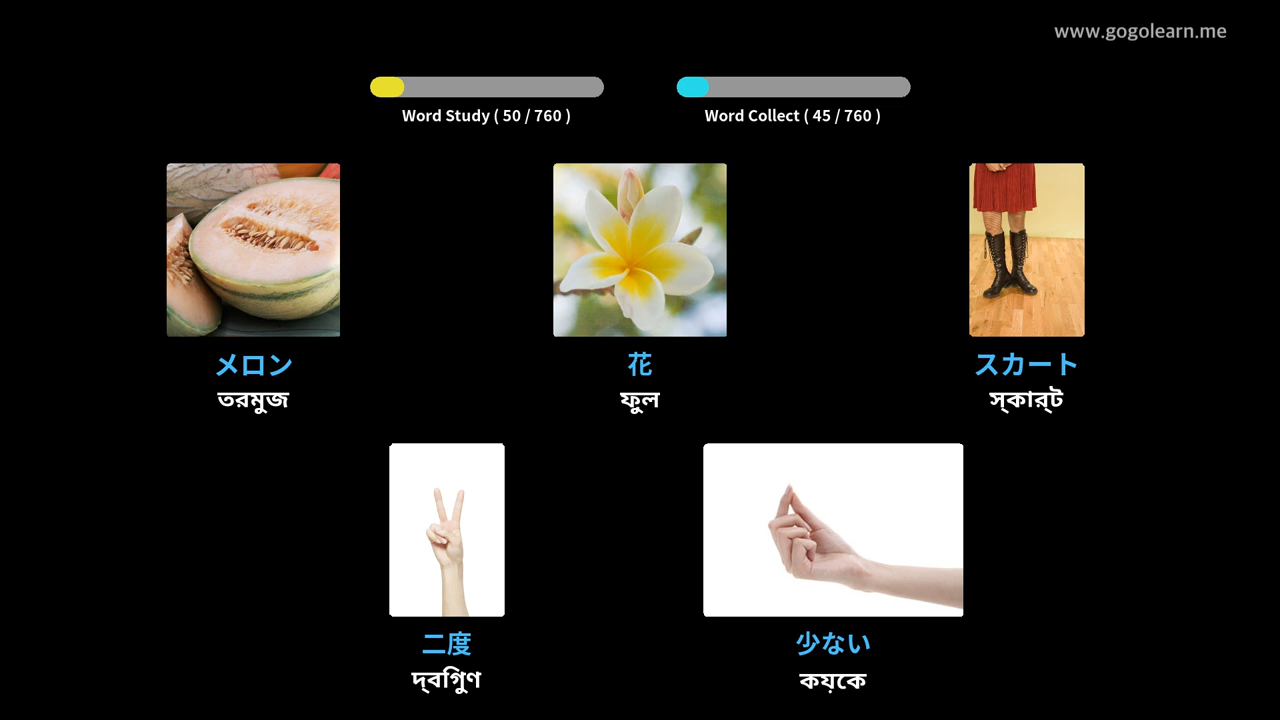 www.gogolearn.me
Word Study ( 50 / 760 )
Word Collect ( 45 / 760 )
メロン
তরমুজ
花
ফুল
スカート
স্কার্ট
二度
দ্বিগুণ
少ない
কয়েক